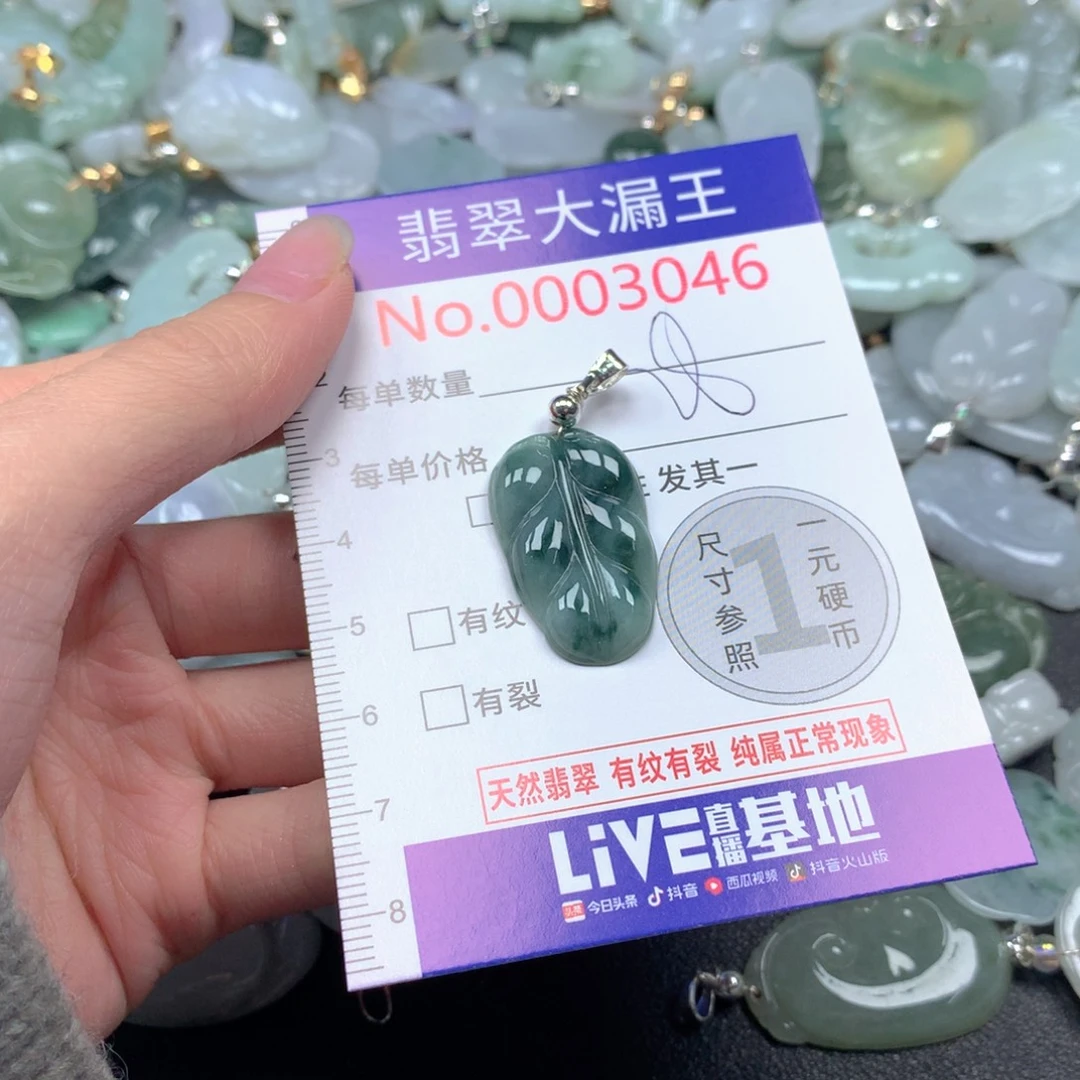 翡翠大漏王
No.0003046
每单数量
每单价格
发其一
有纹
有裂
尺寸参照
一元硬币
1
天然翡翠 有纹有裂 纯属正常现象
LiVE直播基地
头条 今日头条 抖音 西瓜视频 抖音火山版
2
3
4
5
6
7
8